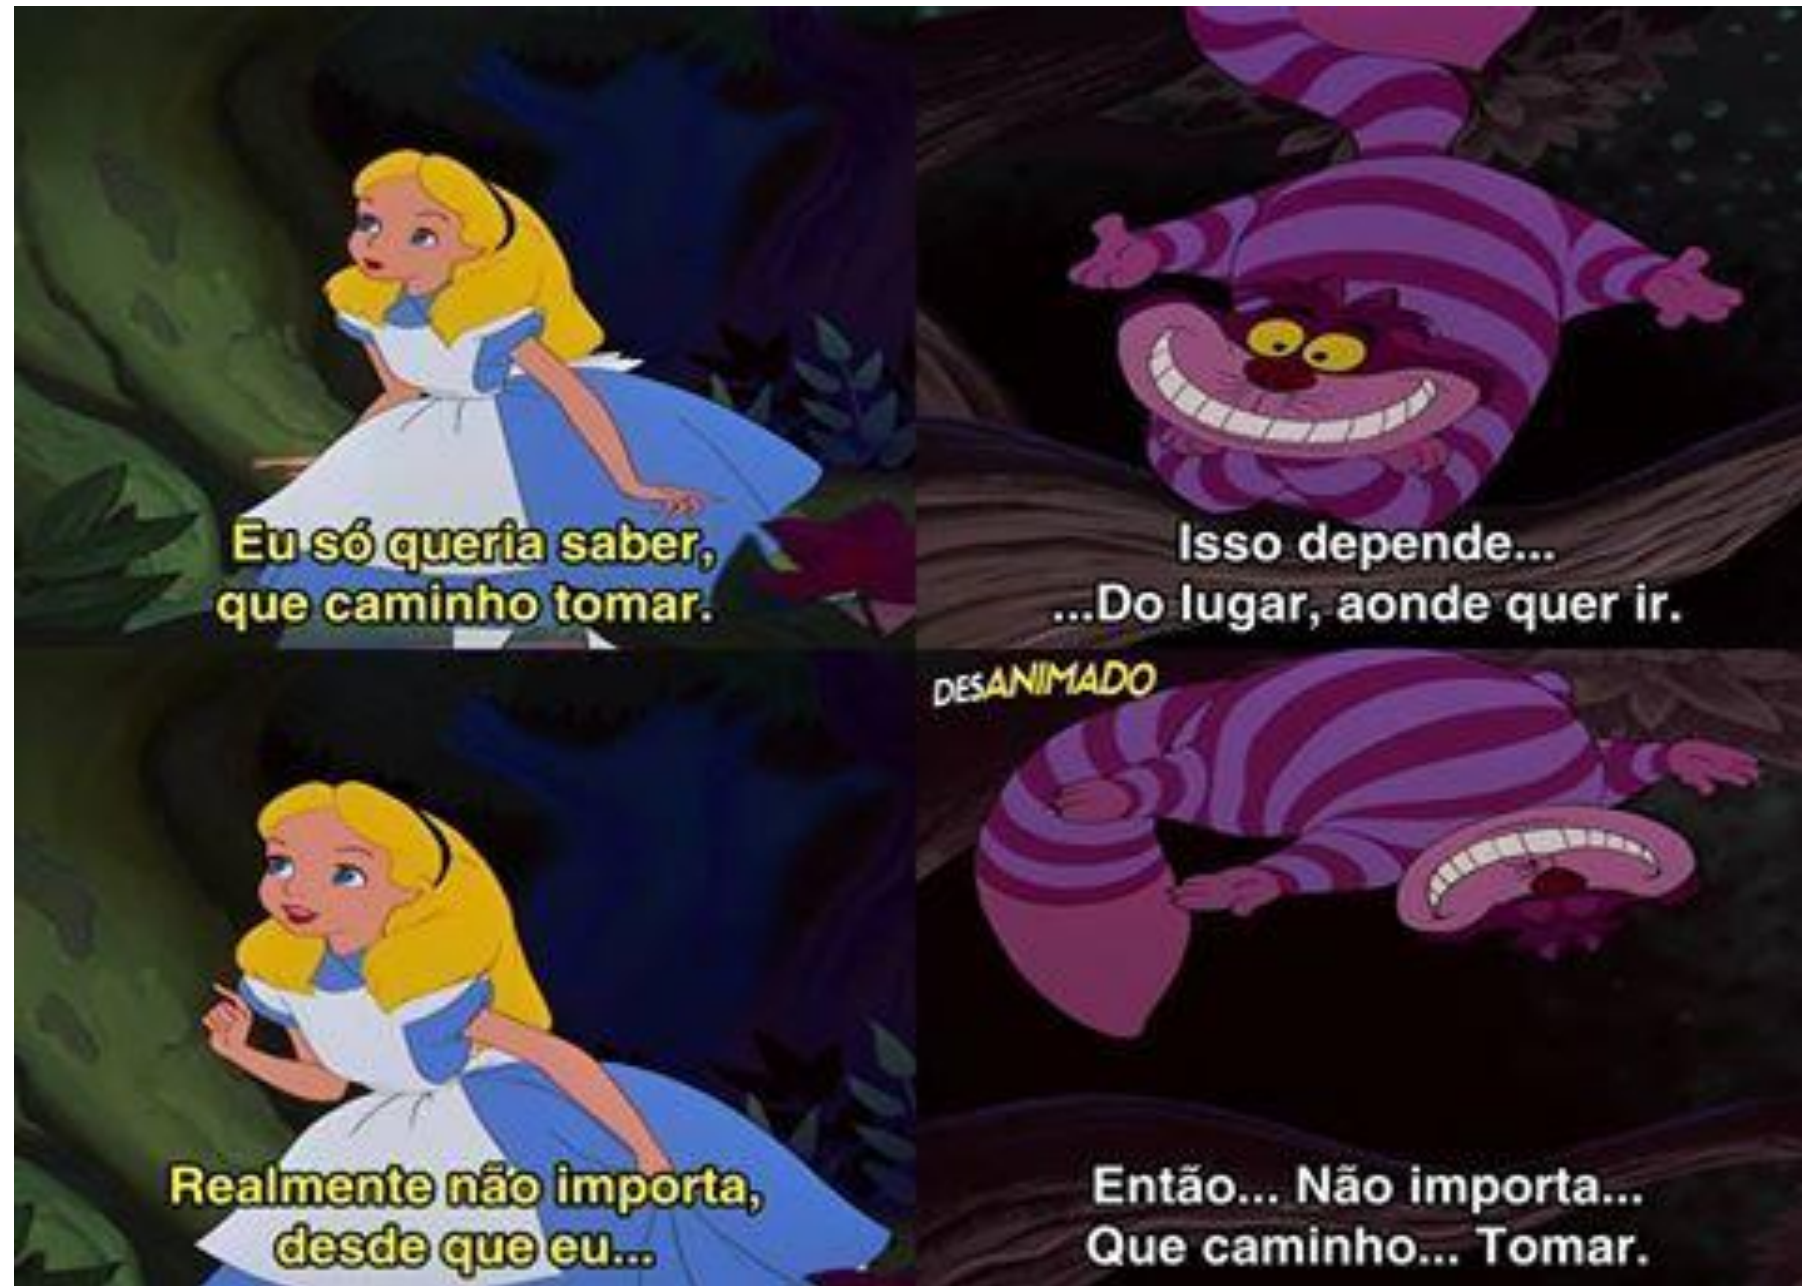 Eu só queria saber,
que caminho tomar.
Isso depende...
...Do lugar, aonde quer ir.
Realmente não importa,
desde que eu...
DESANIMADO
Então... Não importa...
Que caminho... Tomar.